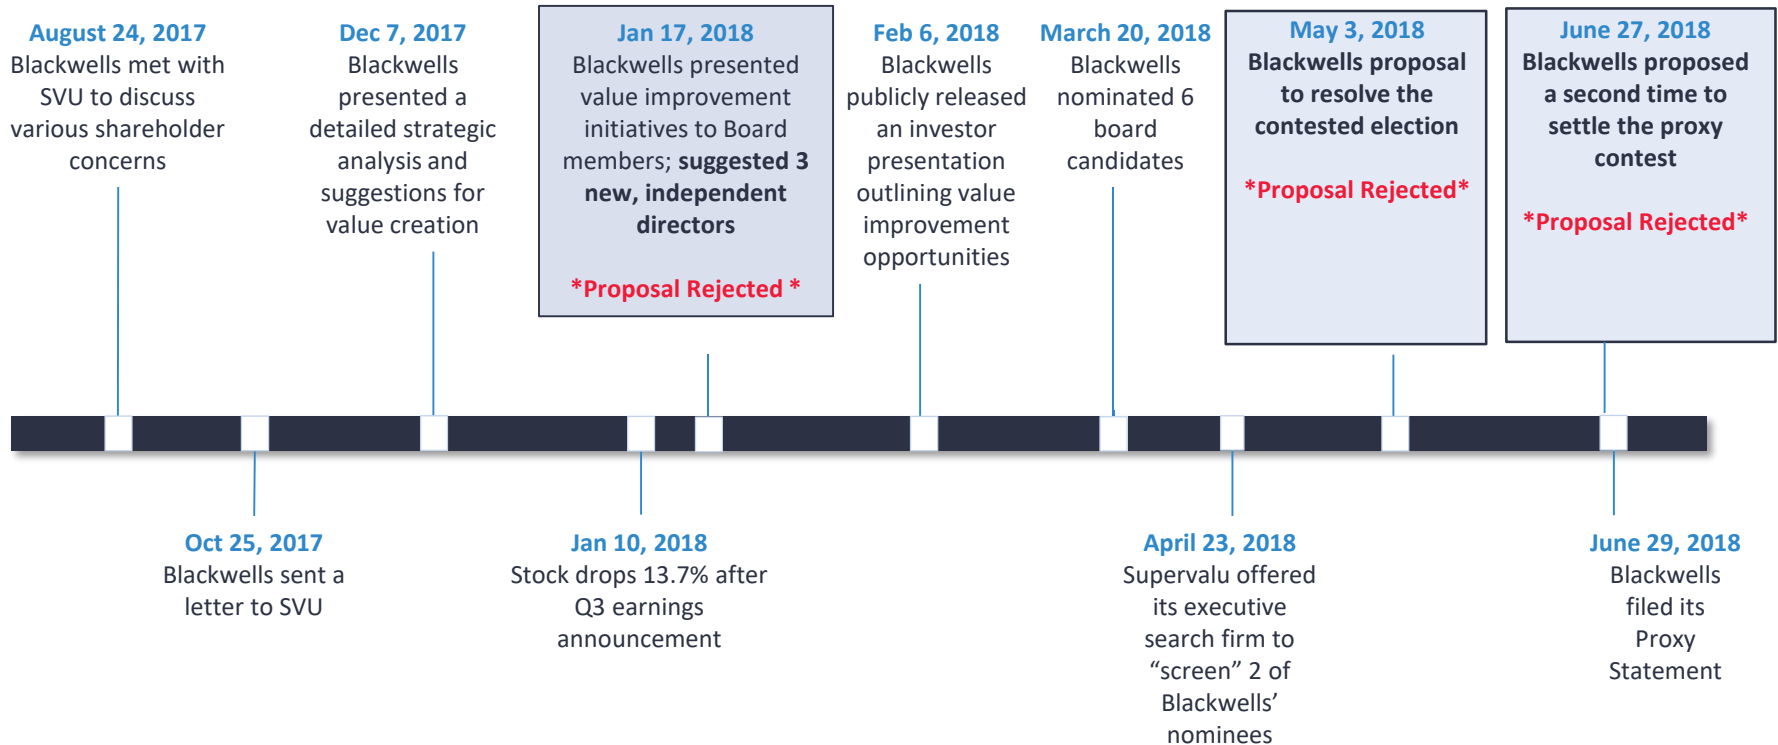 August 24, 2017
Blackwells met with
SVU to discuss
various shareholder
concerns
Dec 7, 2017
Blackwells
presented a
detailed strategic
analysis and
suggestions for
value creation
Jan 17, 2018
Blackwells presented
value improvement
initiatives to Board
members; suggested 3
new, independent
directors
*Proposal Rejected *
Feb 6, 2018
Blackwells
publicly released
an investor
presentation
outlining value
improvement
opportunities
March 20, 2018
Blackwells
nominated 6
board
candidates
May 3, 2018
Blackwells proposal
to resolve the
contested election
*Proposal Rejected*
June 27, 2018
Blackwells proposed
a second time to
settle the proxy
contest
*Proposal Rejected*
Oct 25, 2017
Blackwells sent a
letter to SVU
Jan 10, 2018
Stock drops 13.7% after
Q3 earnings
announcement
April 23, 2018
Supervalu offered
its executive
search firm to
“screen” 2 of
Blackwells’
nominees
June 29, 2018
Blackwells
filed its
Proxy
Statement